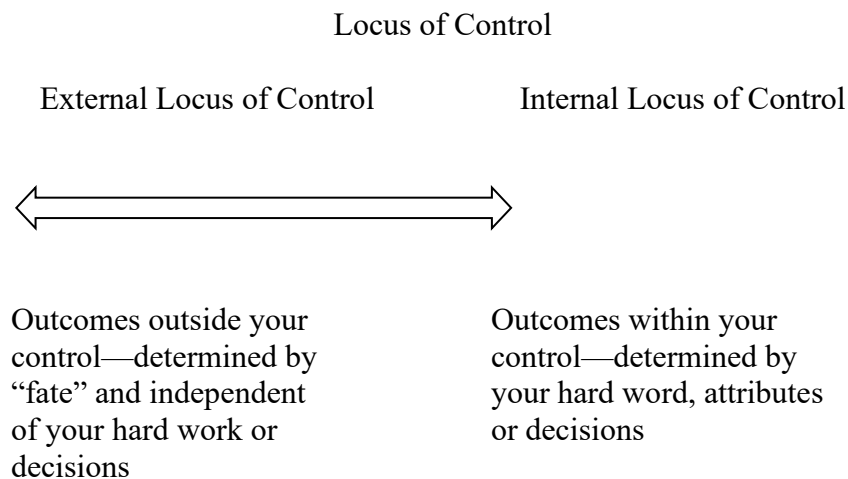 Locus of Control
External Locus of Control
Internal Locus of Control
Outcomes outside your
control—determined by
“fate” and independent
of your hard work or
decisions
Outcomes within your
control—determined by
your hard word, attributes
or decisions